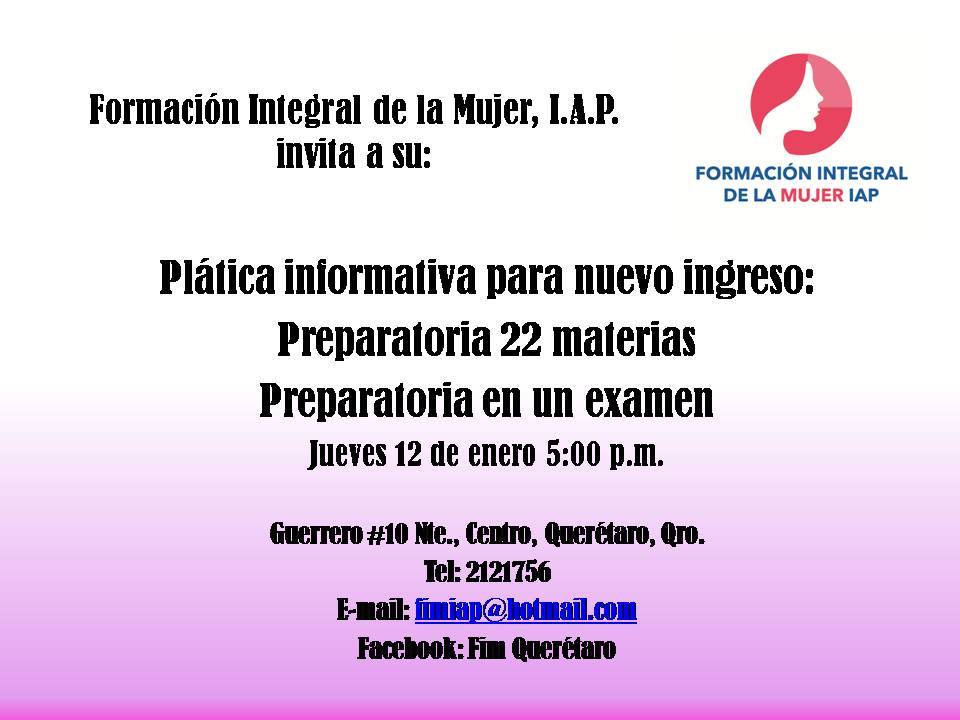 Formación Integral de la Mujer, I.A.P.
invita a su:
FORMACIÓN INTEGRAL
DE LA MUJER IAP
Plática informativa para nuevo ingreso:
Preparatoria 22 materias
Preparatoria en un examen
Jueves 12 de enero 5:00 p.m.
Guerrero #10 Nte., Centro, Querétaro, Qro.
Tel: 2121756
E-mail: fimiap@hotmail.com
Facebook: Fim Querétaro